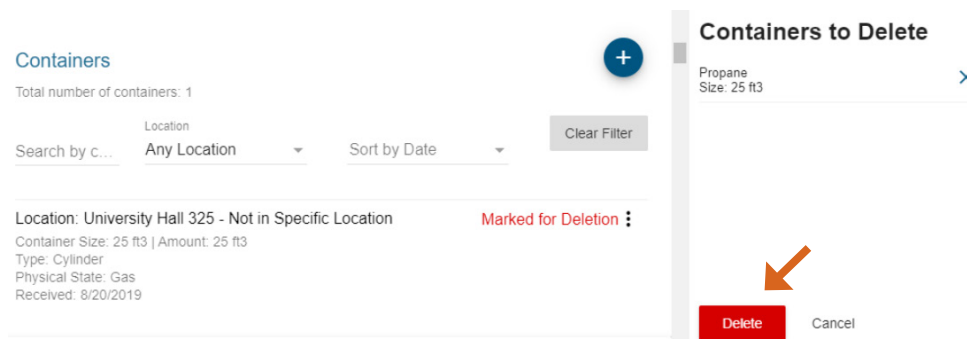 Containers
+
Total number of containers: 1
Location
Search by c...
Any Location
Sort by Date
Clear Filter
Location: University Hall 325 - Not in Specific Location
Marked for Deletion
Container Size: 25 ft3 | Amount: 25 ft3
Type: Cylinder
Physical State: Gas
Received: 8/20/2019
Containers to Delete
Propane
Size: 25 ft3
Delete
Cancel